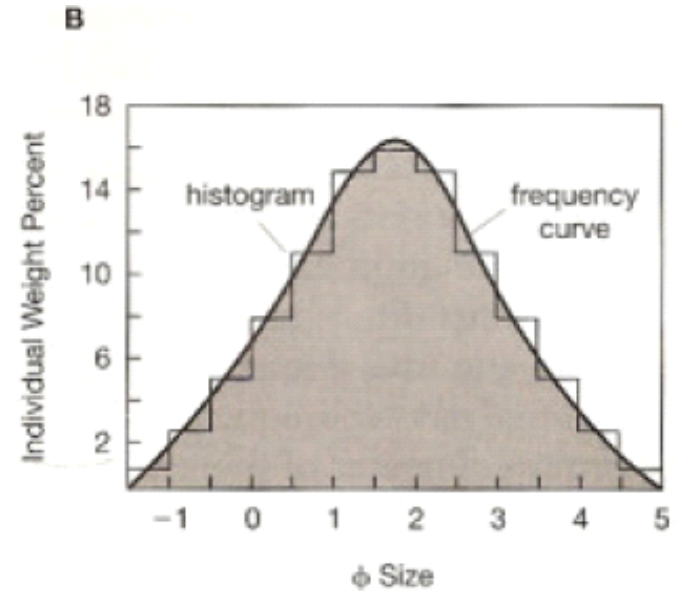 B
18
14
10
6
2
Individual Weight Percent
histogram
frequency
curve
−1 0 1 2 3 4 5
ϕ Size